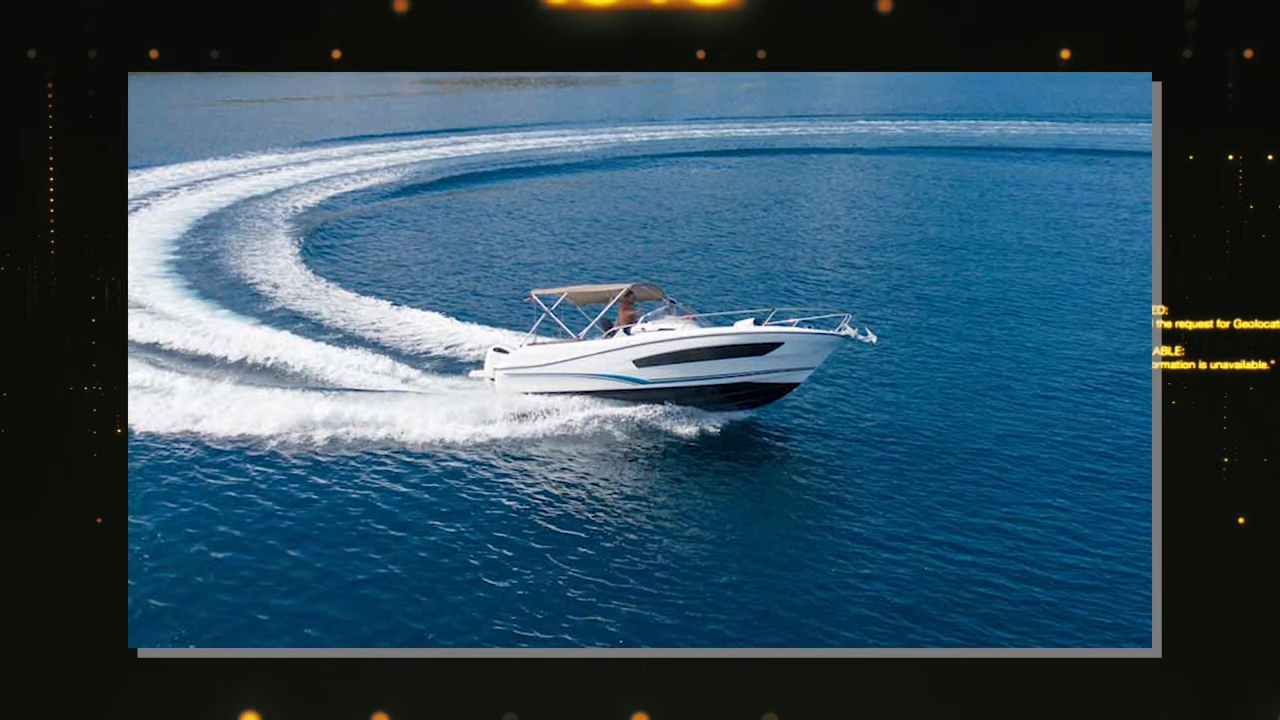 ED:
the request for Geolocat
ABLE:
ormation is unavailable."